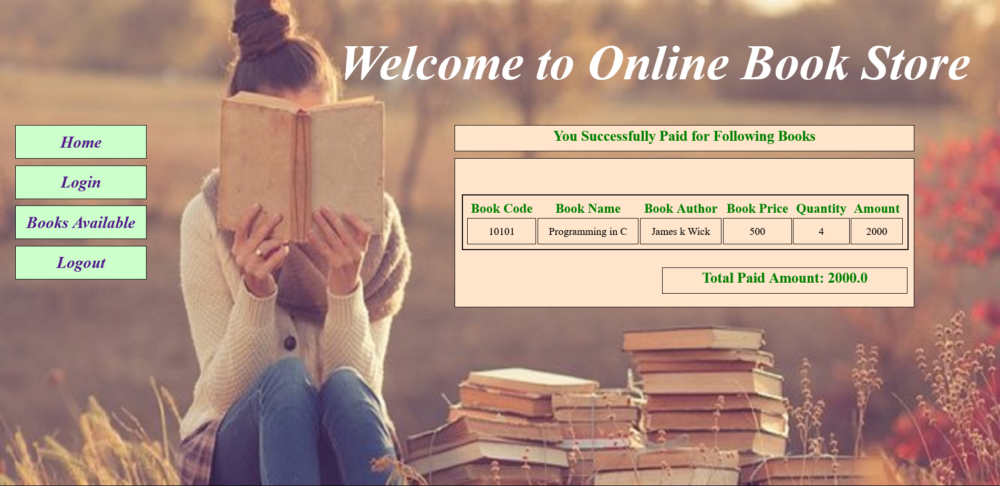 Welcome to Online Book Store
Home
Login
Books Available
Logout
You Successfully Paid for Following Books
Book Code Book Name Book Author Book Price Quantity Amount
10101 Programming in C James k Wick 500 4 2000
Total Paid Amount: 2000.0